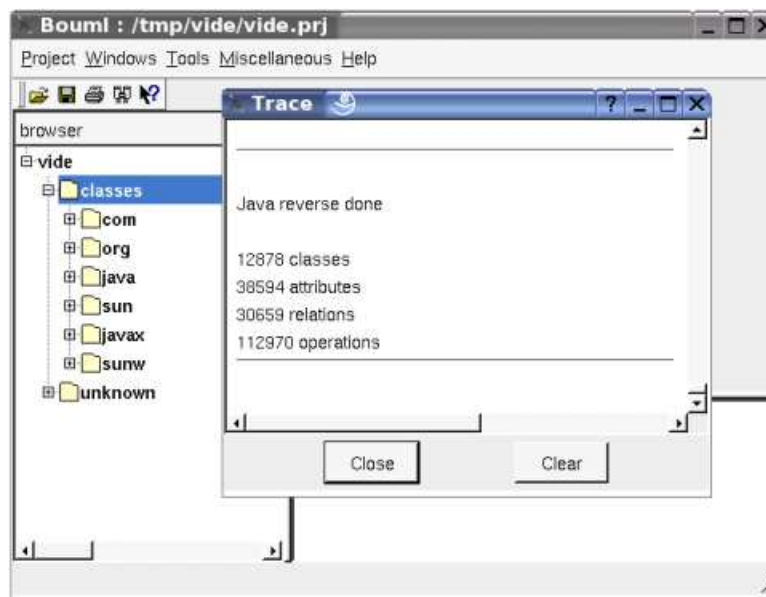 Bouml : /tmp/vide/vide.prj
Project Windows Tools Miscellaneous Help
browser
vide
classes
com
org
java
sun
javax
sunw
unknown
Trace
?
Java reverse done
12878 classes
38594 attributes
30659 relations
112970 operations
Close
Clear